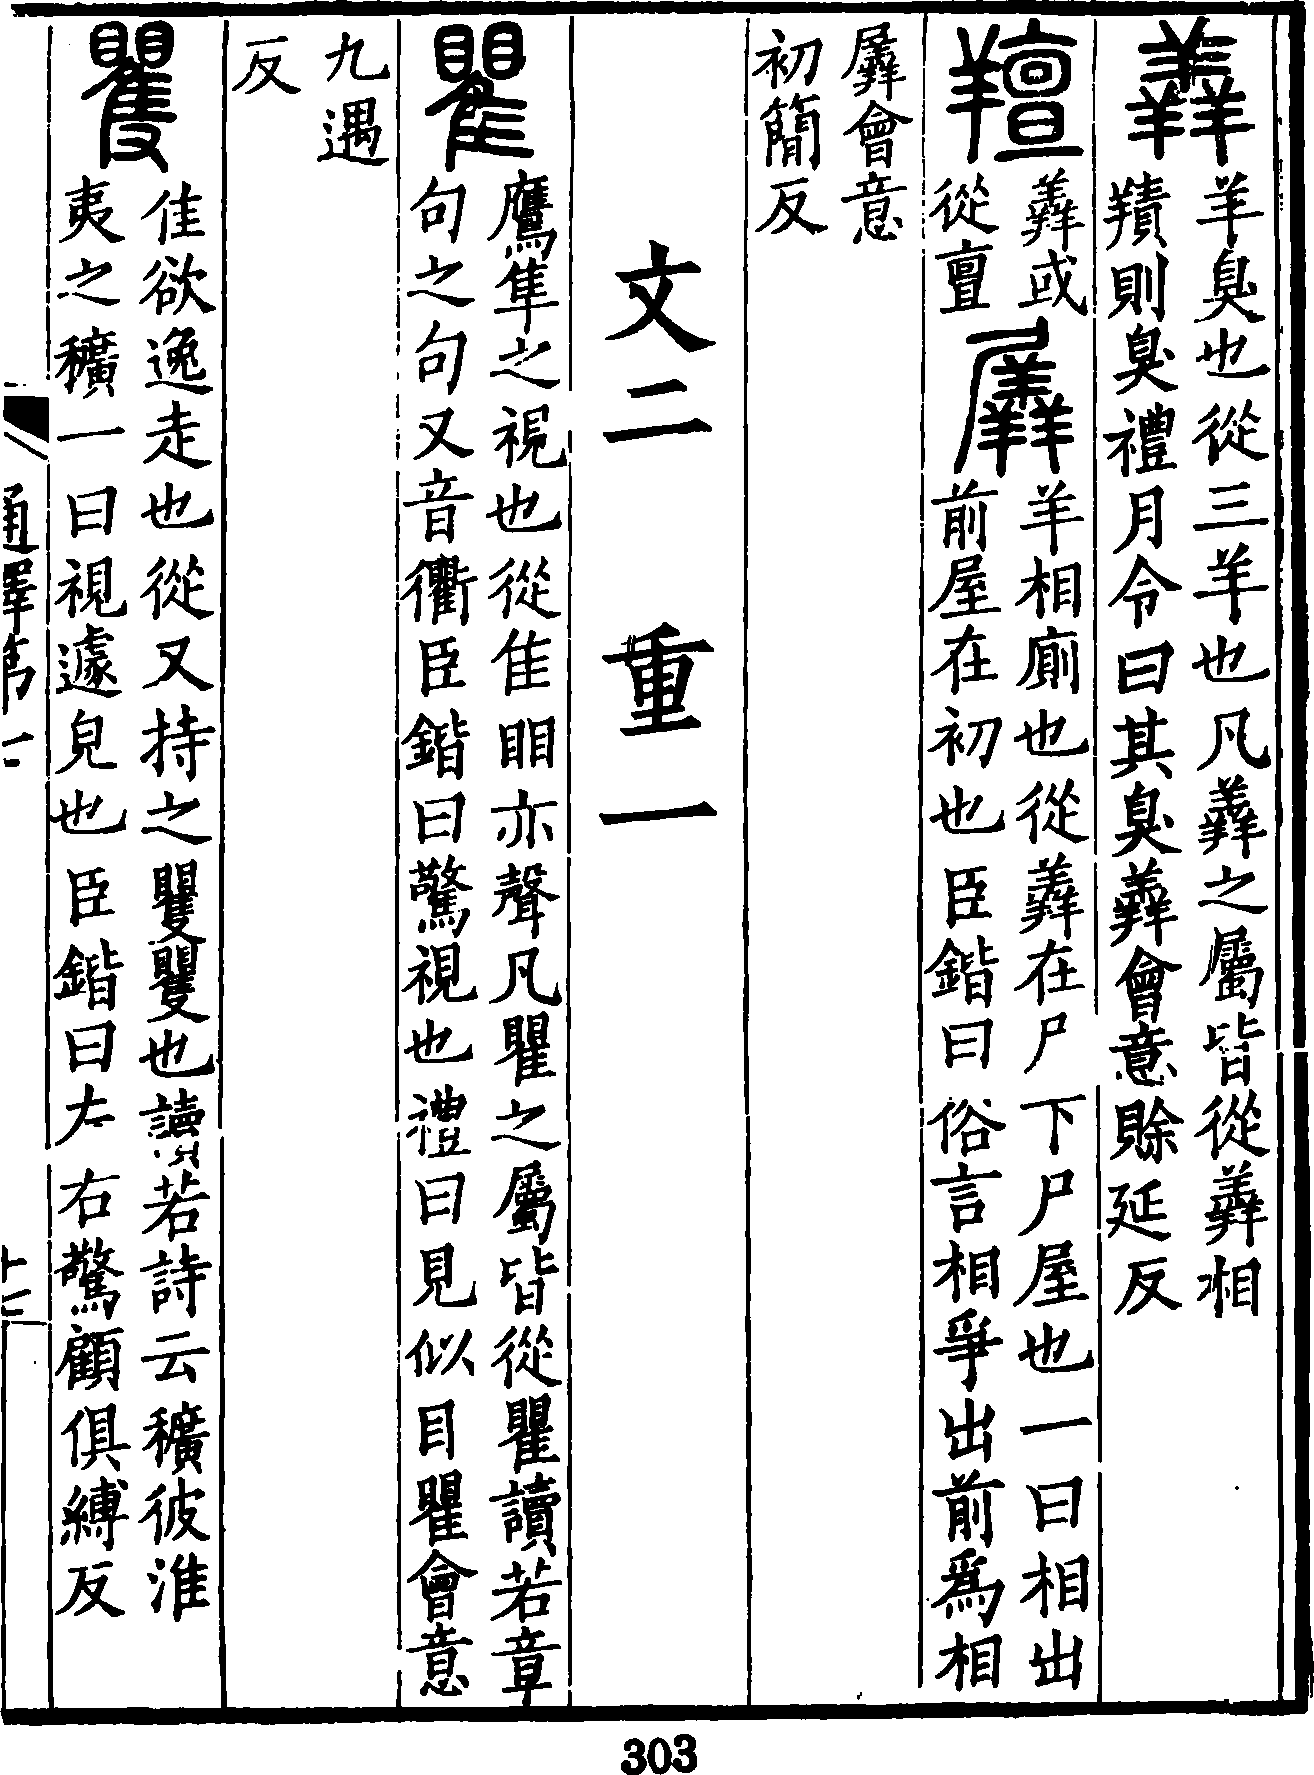 羴羊臭也從三羊也凡羴之屬皆從羴相
羵則臭禮月令曰其臭羴羴會意賒延反
羶羴或
從亶
羼羊相廁也從羴在尸下尸屋也一曰相出
前屋在初也臣鍇曰俗言相爭出前爲相
羼會意
初簡反
文二 重一
瞿鷹隼之視也從隹䀠亦聲凡瞿之屬皆從瞿讀若章
句之句又音衢臣鍇曰驚視也禮曰見似目瞿會意
九遇
反
矍隹欲逸走也從又持之矍矍也讀若詩云穬彼淮
夷之穬一曰視遽皃也臣鍇曰左右驚顧俱縛反
通釋第
303